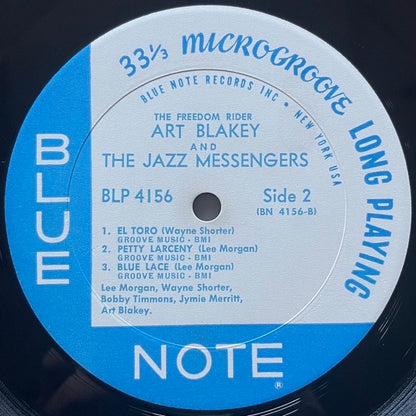 33⅓ MICROGROOVE LONG PLAYING
BLUE NOTE RECORDS INC • NEW YORK USA
THE FREEDOM RIDER
ART BLAKEY
AND
THE JAZZ MESSENGERS
BLP 4156 Side 2
(BN 4156-B)
1. EL TORO (Wayne Shorter)
GROOVE MUSIC - BMI
2. PETTY LARCENY (Lee Morgan)
GROOVE MUSIC - BMI
3. BLUE LACE (Lee Morgan)
GROOVE MUSIC - BMI
Lee Morgan, Wayne Shorter,
Bobby Timmons, Jymie Merritt,
Art Blakey.
BLUE
NOTE
®